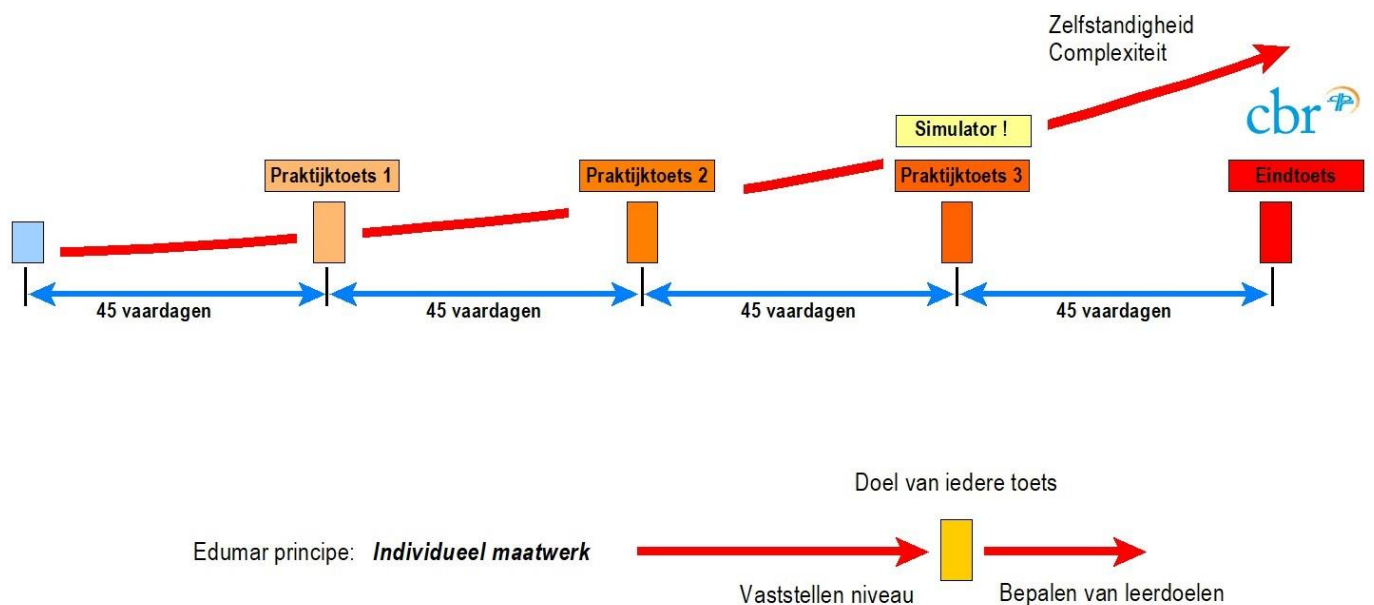 Zelfstandigheid
Complexiteit
cbr
Simulator !
Praktijktoets 1
Praktijktoets 2
Praktijktoets 3
Eindtoets
45 vaardagen
45 vaardagen
45 vaardagen
45 vaardagen
Doel van iedere toets
Edumar principe: Individueel maatwerk
Vaststellen niveau
Bepalen van leerdoelen